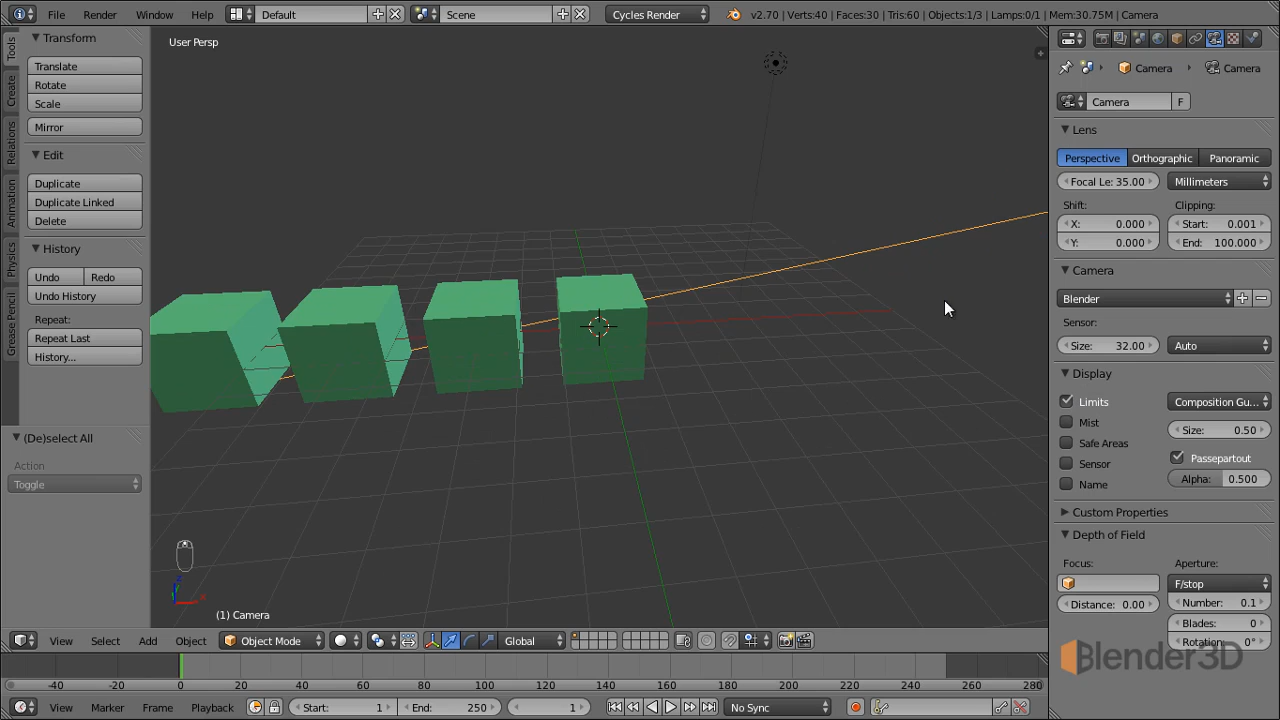 File Render Window Help Default Scene Cycles Render v2.70 | Verts:40 | Faces:30 | Tris:60 | Objects:1/3 | Lamps:0/1 | Mem:30.75M | Camera
Tools
Create
Relations
Animation
Physics
Grease Pencil
Transform
Translate
Rotate
Scale
Mirror
Edit
Duplicate
Duplicate Linked
Delete
History
Undo Redo
Undo History
Repeat:
Repeat Last
History...
(De)select All
Action
Toggle
User Persp
(1) Camera
Camera Camera
Camera F
Lens
Perspective Orthographic Panoramic
Focal Le: 35.00 Millimeters
Shift: Clipping:
X: 0.000 Start: 0.001
Y: 0.000 End: 100.000
Camera
Blender
Sensor:
Size: 32.00 Auto
Display
Limits Composition Gu...
Mist Size: 0.50
Safe Areas
Sensor Passepartout
Name Alpha: 0.500
Custom Properties
Depth of Field
Focus: Aperture:
F/stop
Distance: 0.00 Number: 0.1
Blades: 0
Rotation: 0°
Blender3D
View Select Add Object Object Mode Global
-40 -20 0 20 40 60 80 100 120 140 160 180 200 220 240 260 280
View Marker Frame Playback Start: 1 End: 250 1 No Sync